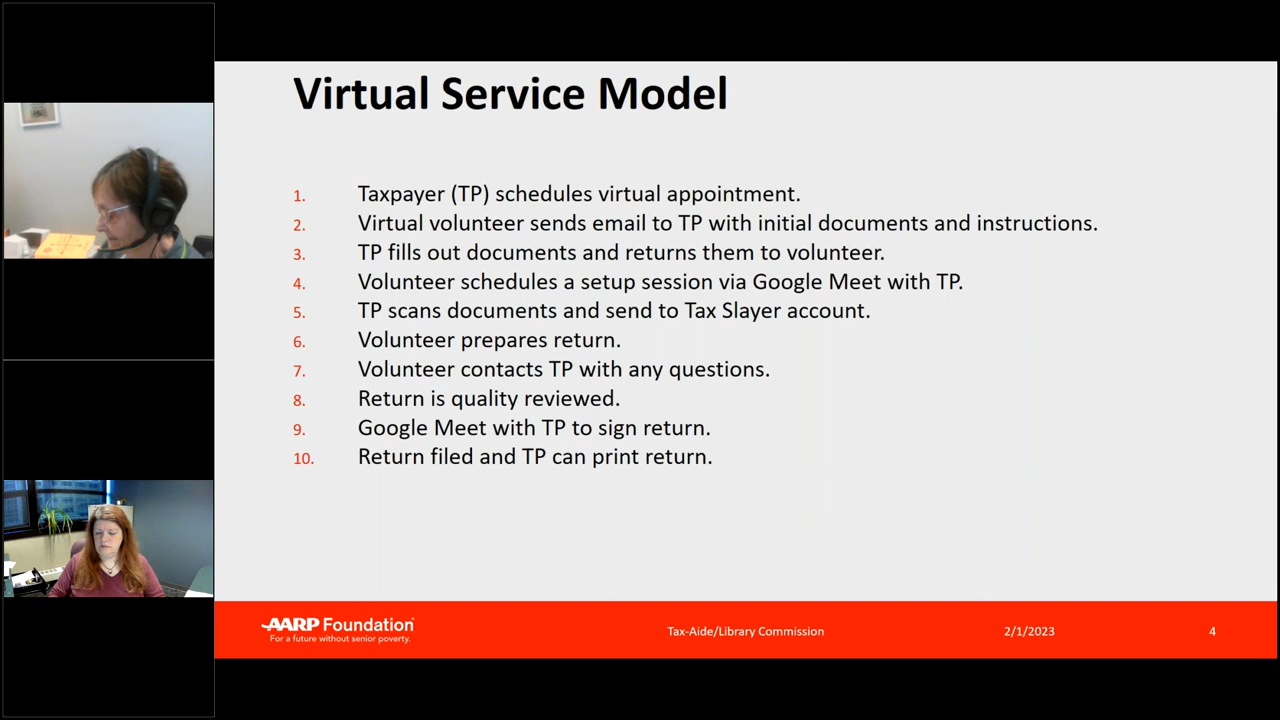 Virtual Service Model
1. Taxpayer (TP) schedules virtual appointment.
2. Virtual volunteer sends email to TP with initial documents and instructions.
3. TP fills out documents and returns them to volunteer.
4. Volunteer schedules a setup session via Google Meet with TP.
5. TP scans documents and send to Tax Slayer account.
6. Volunteer prepares return.
7. Volunteer contacts TP with any questions.
8. Return is quality reviewed.
9. Google Meet with TP to sign return.
10. Return filed and TP can print return.
AARP Foundation
For a future without senior poverty.
Tax-Aide/Library Commission
2/1/2023
4